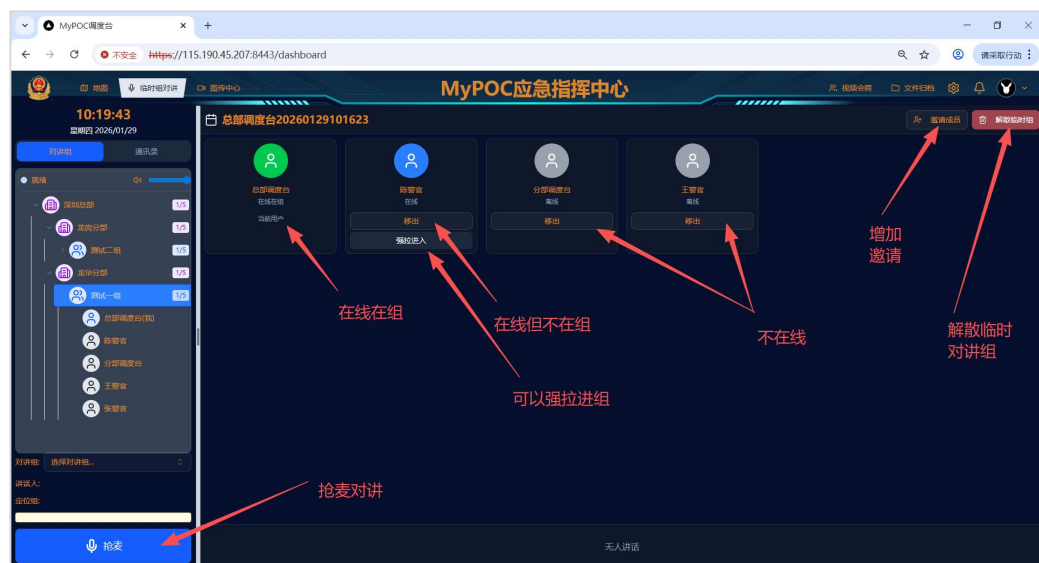 MyPOC调度台
不安全 https://115.190.45.207:8443/dashboard
请采取行动
地图 临时组对讲 图传中心
MyPOC应急指挥中心
视频会商 文件归档
10:19:43
星期四 2026/01/29
总部调度台20260129101623
邀请成员 解散临时组
对讲组 通讯录
就绪
深圳总部 1/5
龙岗分部 1/5
测试二组 1/5
龙华分部 1/5
测试一组 1/5
总部调度台(我)
陈警官
分部调度台
王警官
张警官
总部调度台
在线在组
当前用户
陈警官
在线
移出
强拉进入
分部调度台
离线
移出
王警官
离线
移出
增加
邀请
在线在组
在线但不在组
不在线
解散临时
对讲组
可以强拉进组
对讲组: 选择对讲组...
讲话人:
定位组:
抢麦对讲
抢麦
无人讲话